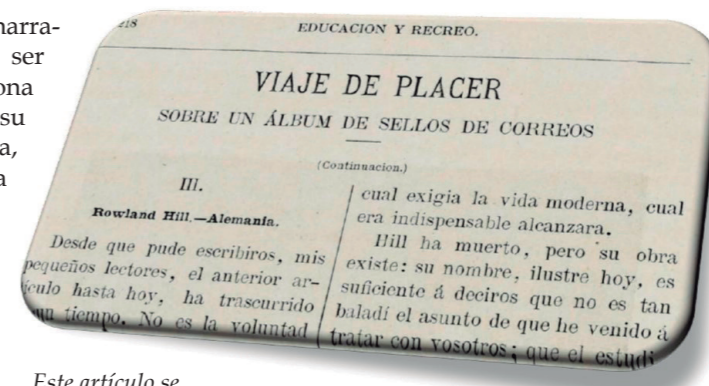 narra-
ser
ona
su
a,
a
218 EDUCACION Y RECREO.
VIAJE DE PLACER
SOBRE UN ÁLBUM DE SELLOS DE CORREOS
(Continuacion.)
III.
Rowland Hill.—Alemania.
Desde que pude escribiros, mis
pequeños lectores, el anterior ar-
ículo hasta hoy, ha trascurrido
un tiempo. No es la voluntad
cual exigia la vida moderna, cual
era indispensable alcanzara.
Hill ha muerto, pero su obra
existe: su nombre, ilustre hoy, es
suficiente á deciros que no es tan
baladí el asunto de que he venido á
tratar con vosotros; que el estudi
Este artículo se